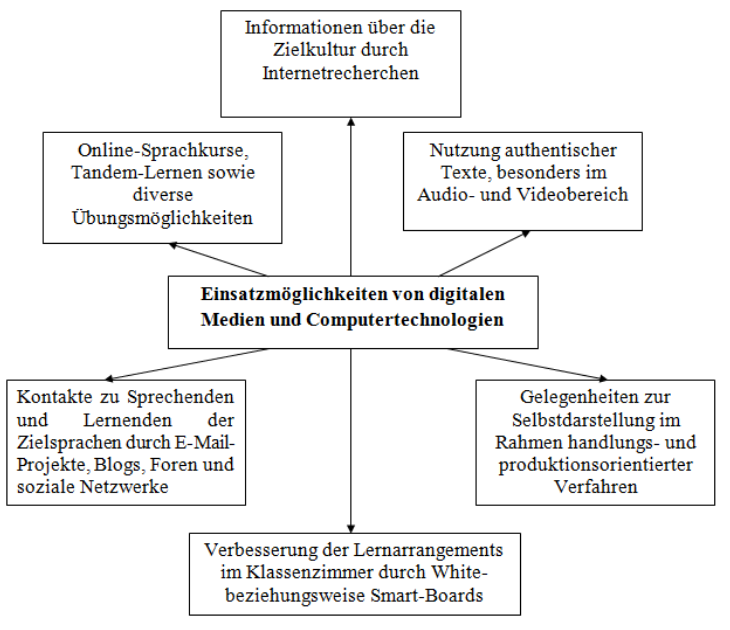 Informationen über die
Zielkultur durch
Internetrecherchen
Online-Sprachkurse,
Tandem-Lernen sowie
diverse
Übungsmöglichkeiten
Nutzung authentischer
Texte, besonders im
Audio- und Videobereich
Einsatzmöglichkeiten von digitalen
Medien und Computertechnologien
Kontakte zu Sprechenden
und Lernenden der
Zielsprachen durch E-Mail-
Projekte, Blogs, Foren und
soziale Netzwerke
Gelegenheiten zur
Selbstdarstellung im
Rahmen handlungs- und
produktionsorientierter
Verfahren
Verbesserung der Lernarrangements
im Klassenzimmer durch White-
beziehungsweise Smart-Boards